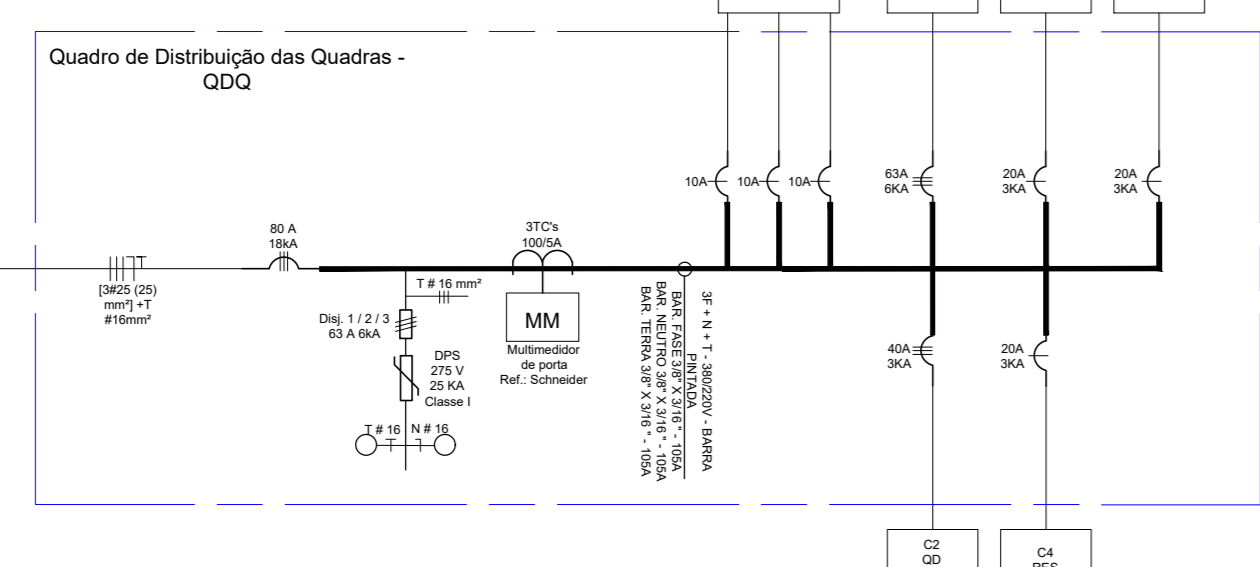 Quadro de Distribuição das Quadras -
QDQ
10A
10A
10A
63A
6KA
20A
3KA
20A
3KA
80 A
18kA
3TC's
100/5A
T
[3#25 (25)
mm²] +T
#16mm²
T # 16 mm²
Disj. 1 / 2 / 3
63 A 6kA
MM
Multimedidor
de porta
Ref.: Schneider
DPS
275 V
25 KA
Classe I
T # 16
N # 16
3F + N + T - 380/220V - BARRA
PINTADA
BAR. FASE 3/8" X 3/16 " - 105A
BAR. NEUTRO 3/8" X 3/16 " - 105A
BAR. TERRA 3/8" X 3/16 " - 105A
40A
3KA
20A
3KA
C2
QD
C4